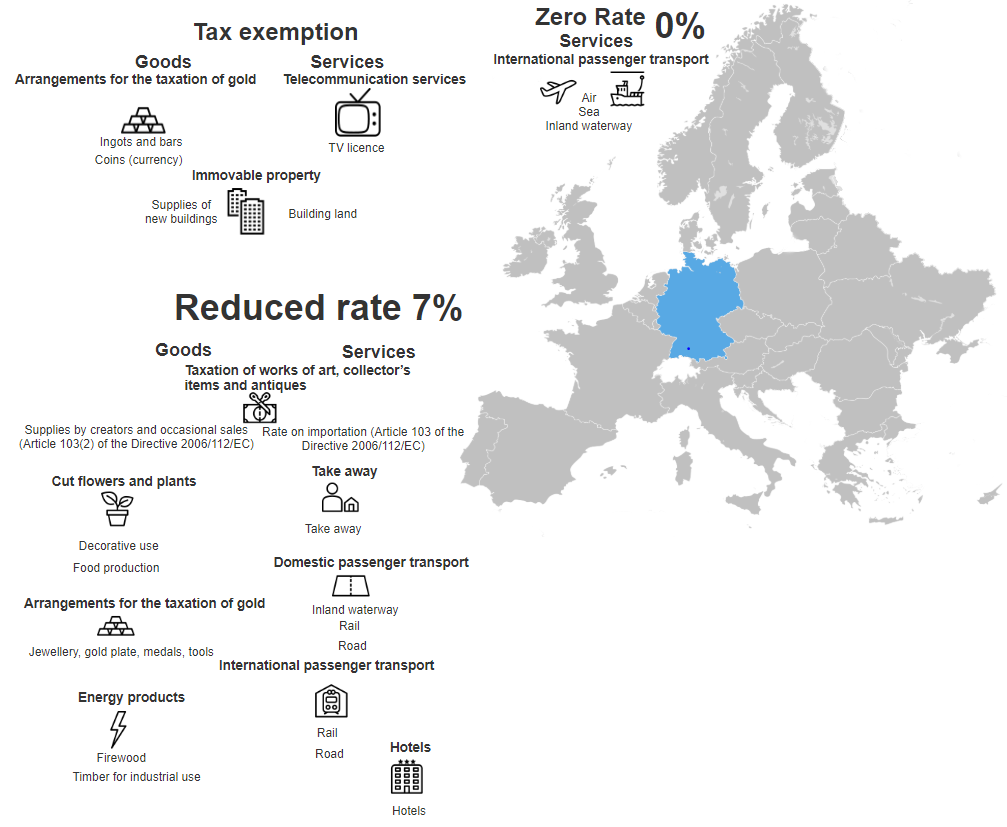 Tax exemption
Goods
Arrangements for the taxation of gold
Ingots and bars
Coins (currency)
Services
Telecommunication services
TV licence
Immovable property
Supplies of
new buildings
Building land
Zero Rate 0%
Services
International passenger transport
Air
Sea
Inland waterway
Reduced rate 7%
Goods
Services
Taxation of works of art, collector's
items and antiques
Supplies by creators and occasional sales
(Article 103(2) of the Directive 2006/112/EC)
Rate on importation (Article 103 of the
Directive 2006/112/EC)
Cut flowers and plants
Decorative use
Food production
Take away
Take away
Domestic passenger transport
Inland waterway
Rail
Road
Arrangements for the taxation of gold
Jewellery, gold plate, medals, tools
International passenger transport
Rail
Road
Energy products
Firewood
Timber for industrial use
Hotels
Hotels